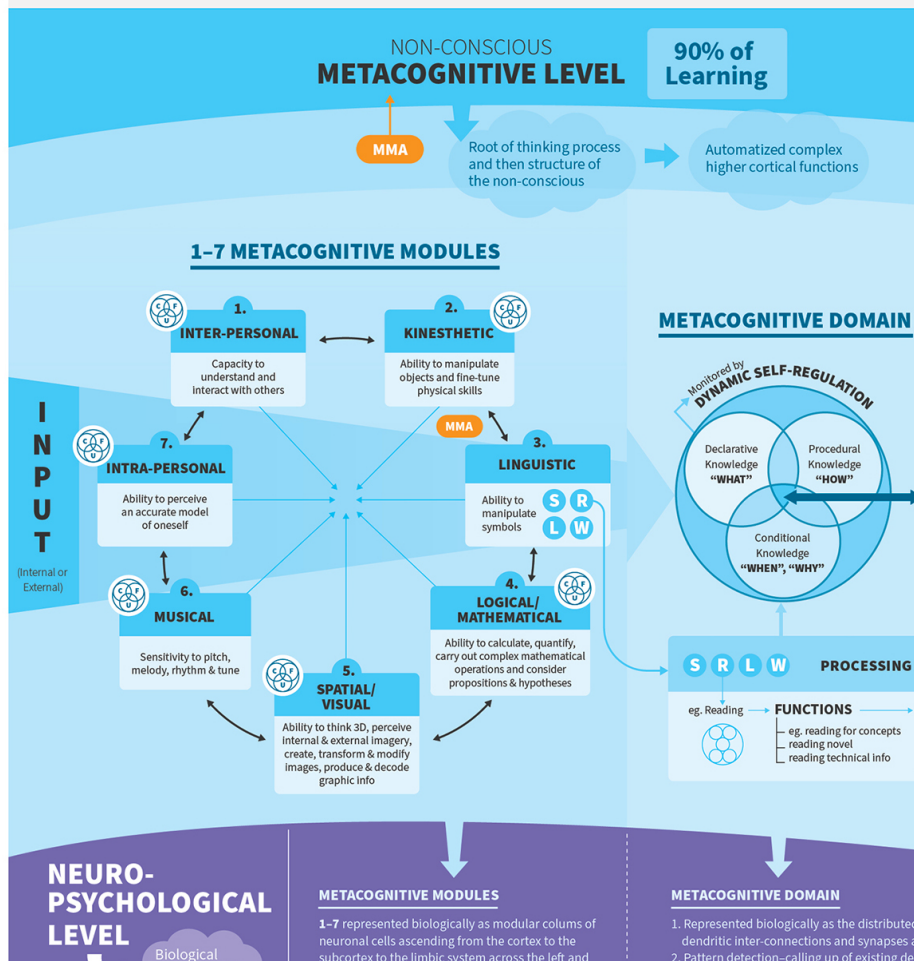 NON-CONSCIOUS
METACOGNITIVE LEVEL
90% of
Learning
MMA
Root of thinking process
and then structure of
the non-conscious
Automatized complex
higher cortical functions
1–7 METACOGNITIVE MODULES
1.
C F
U
INTER-PERSONAL
Capacity to
understand and
interact with others
2.
C F
U
KINESTHETIC
Ability to manipulate
objects and fine-tune
physical skills
MMA
3.
LINGUISTIC
Ability to
manipulate
symbols
S R
L W
4.
C F
U
LOGICAL/
MATHEMATICAL
Ability to calculate, quantify,
carry out complex mathematical
operations and consider
propositions & hypotheses
5.
C F
U
SPATIAL/
VISUAL
Ability to think 3D, perceive
internal & external imagery,
create, transform & modify
images, produce & decode
graphic info
6.
C F
U
MUSICAL
Sensitivity to pitch,
melody, rhythm & tune
7.
C F
U
INTRA-PERSONAL
Ability to perceive
an accurate model
of oneself
INPUT
(Internal or
External)
METACOGNITIVE DOMAIN
Monitored by
DYNAMIC SELF-REGULATION
Declarative
Knowledge
“WHAT”
Procedural
Knowledge
“HOW”
Conditional
Knowledge
“WHEN”, “WHY”
S R L W PROCESSING
eg. Reading
FUNCTIONS
eg. reading for concepts
reading novel
reading technical info
NEURO-
PSYCHOLOGICAL
LEVEL
Biological
METACOGNITIVE MODULES
1–7 represented biologically as modular colums of
neuronal cells ascending from the cortex to the
subcortex to the limbic system across the left and
METACOGNITIVE DOMAIN
1. Represented biologically as the distributed
dendritic inter-connections and synapses a
2. Pattern detection–calling up of existing de